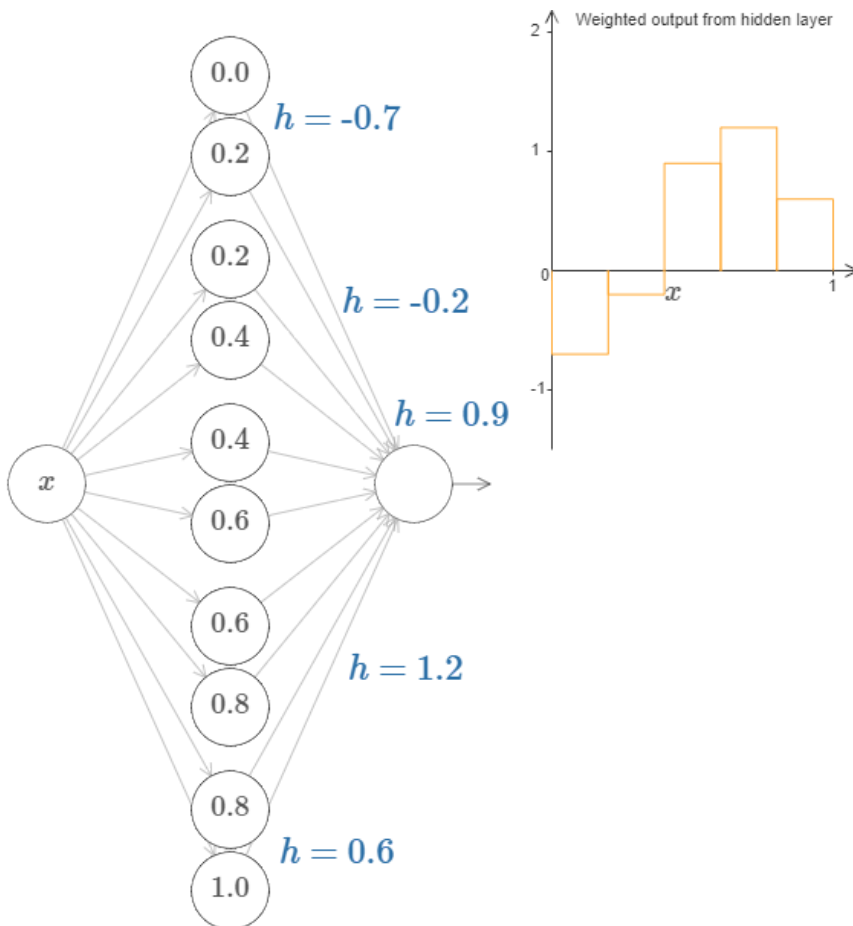 0.0
h = -0.7
0.2
0.2
h = -0.2
0.4
h = 0.9
0.4
x
0.6
0.6
h = 1.2
0.8
0.8
h = 0.6
1.0
Weighted output from hidden layer
2
1
0
x
1
-1